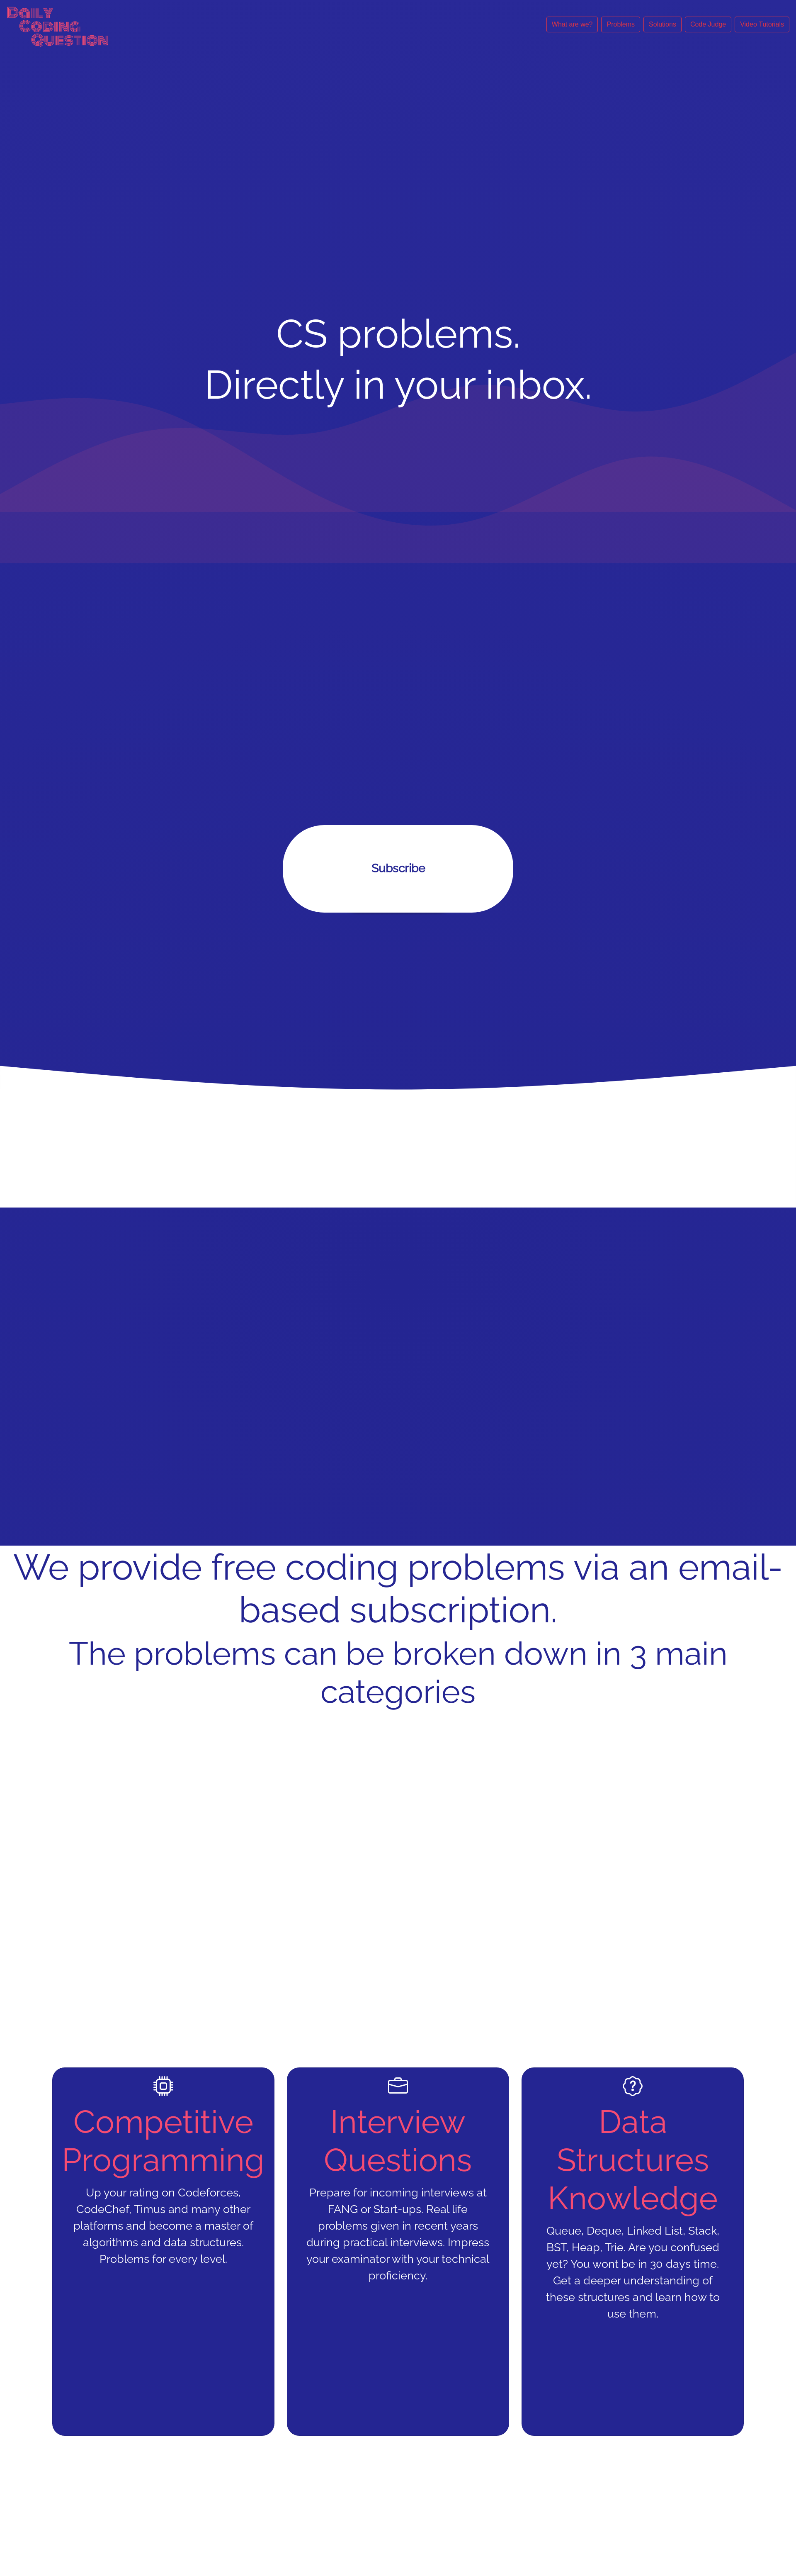 DAILY
CODING
QUESTION
What are we?
Problems
Solutions
Code Judge
Video Tutorials
CS problems.
Directly in your inbox.
Subscribe
We provide free coding problems via an email-
based subscription.
The problems can be broken down in 3 main
categories
Competitive
Programming
Up your rating on Codeforces,
CodeChef, Timus and many other
platforms and become a master of
algorithms and data structures.
Problems for every level.
Interview
Questions
Prepare for incoming interviews at
FANG or Start-ups. Real life
problems given in recent years
during practical interviews. Impress
your examinator with your technical
proficiency.
Data
Structures
Knowledge
Queue, Deque, Linked List, Stack,
BST, Heap, Trie. Are you confused
yet? You wont be in 30 days time.
Get a deeper understanding of
these structures and learn how to
use them.